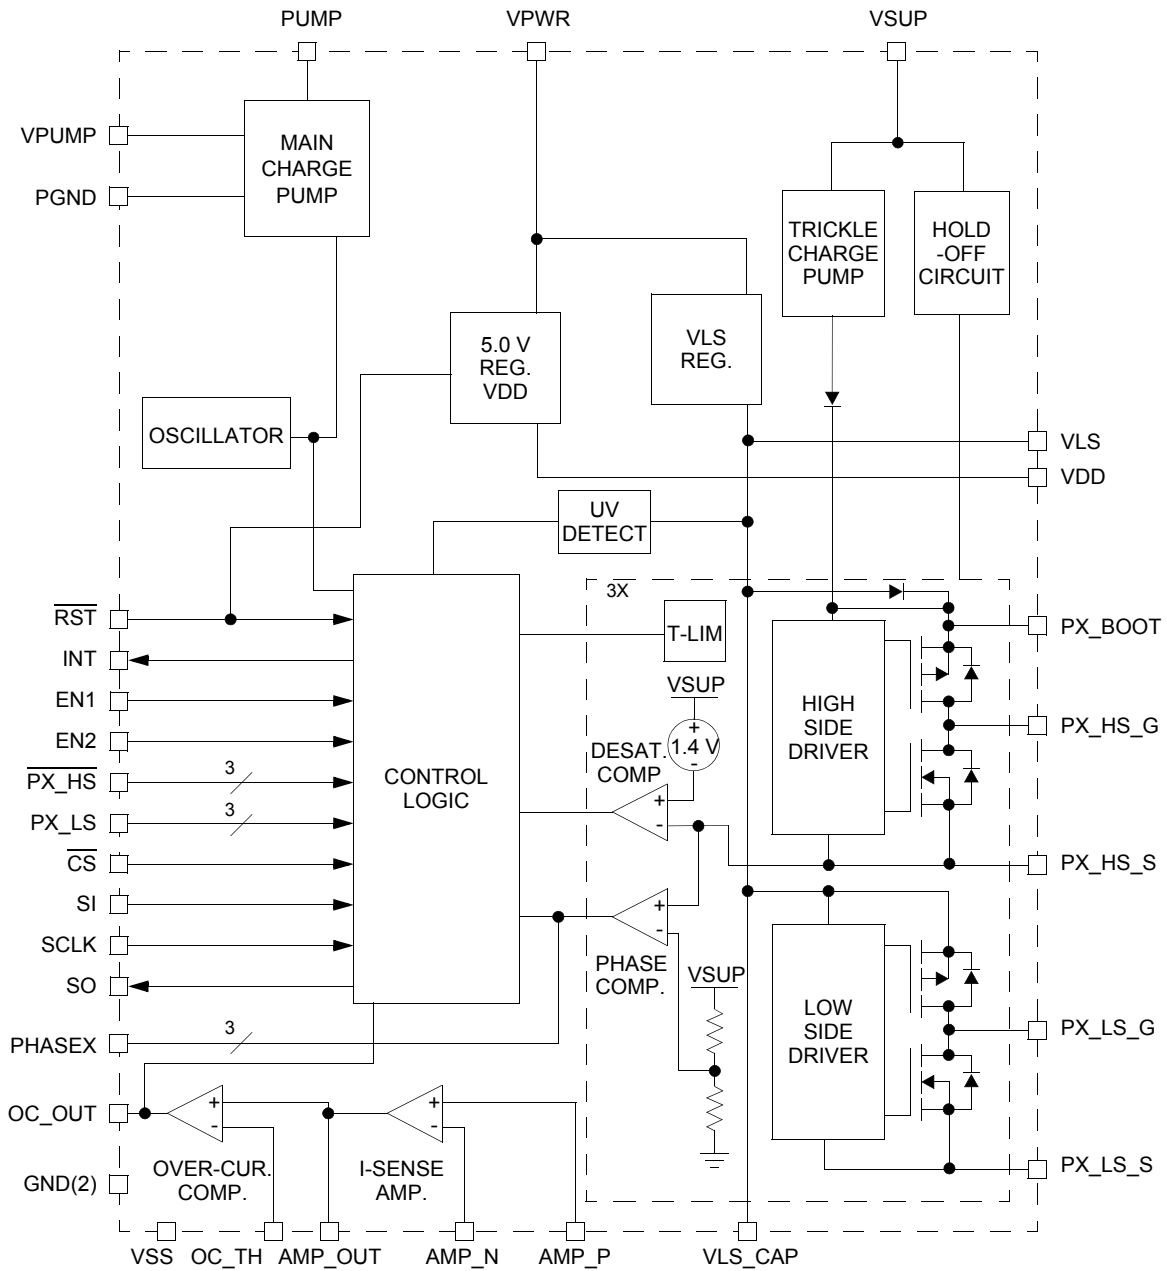 PUMP
VPWR
VSUP
VPUMP
PGND
MAIN
CHARGE
PUMP
TRICKLE
CHARGE
PUMP
HOLD
-OFF
CIRCUIT
5.0 V
REG.
VDD
VLS
REG.
OSCILLATOR
VLS
VDD
UV
DETECT
3X
RST
INT
EN1
EN2
PX_HS
3
PX_LS
3
CS
SI
SCLK
SO
PHASEX
3
OC_OUT
GND(2)
CONTROL
LOGIC
T-LIM
VSUP
+
1.4 V
-
DESAT.
COMP
+
-
+
-
PHASE
COMP.
VSUP
HIGH
SIDE
DRIVER
LOW
SIDE
DRIVER
PX_BOOT
PX_HS_G
PX_HS_S
PX_LS_G
PX_LS_S
+
-
OVER-CUR.
COMP.
+
-
I-SENSE
AMP.
VSS
OC_TH
AMP_OUT
AMP_N
AMP_P
VLS_CAP